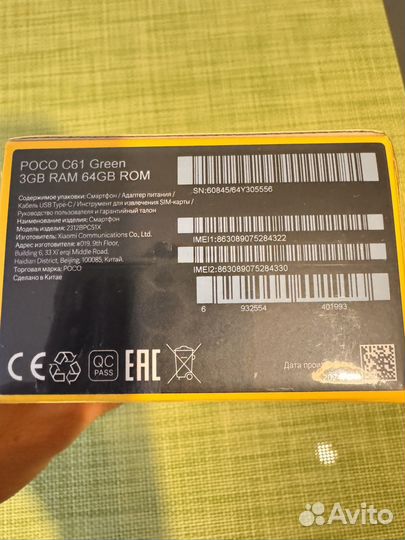 POCO C61 Green
3GB RAM 64GB ROM
Содержимое упаковки: Смартфон / Адаптер питания /
Кабель USB Type-C / Инструмент для извлечения SIM-карты /
Руководство пользователя и гарантийный талон
Наименование изделия: Смартфон
Модель изделия: 2312BPC51X
Изготовитель: Xiaomi Communications Co., Ltd.
Адрес изготовителя: #019, 9th Floor,
Building 6, 33 Xi'erqi Middle Road,
Haidian District, Beijing, 100085, Китай.
Торговая марка: POCO
Сделано в Китае
SN:60845/64Y305556
IMEI1:863089075284322
IMEI2:863089075284330
6 932554 401993
CE
QC
PASS
EAC
Дата
Avito